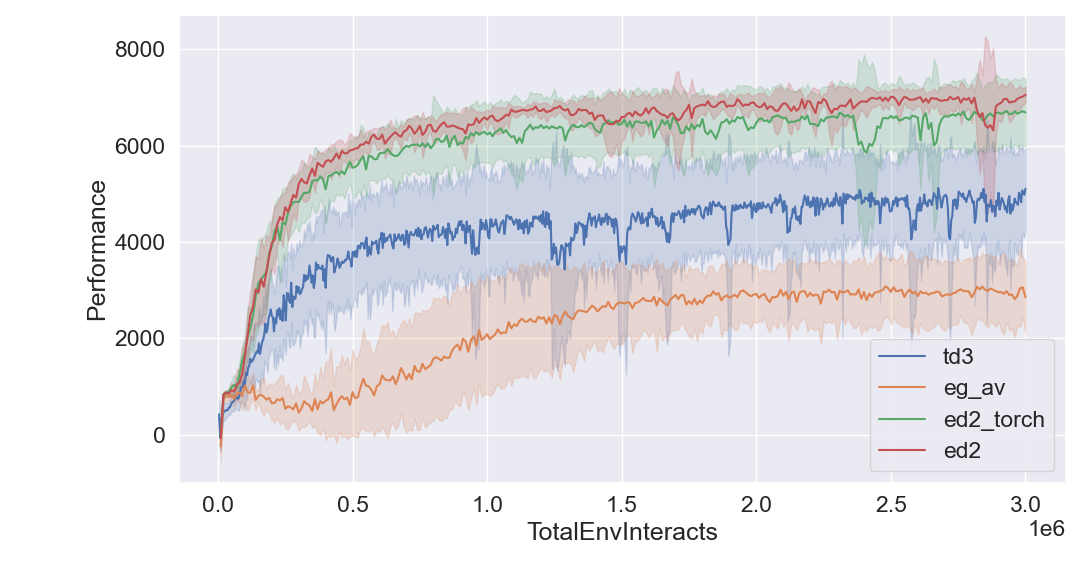 8000
6000
4000
2000
0
Performance
0.0 0.5 1.0 1.5 2.0 2.5 3.0
1e6
TotalEnvInteracts
td3
eg_av
ed2_torch
ed2